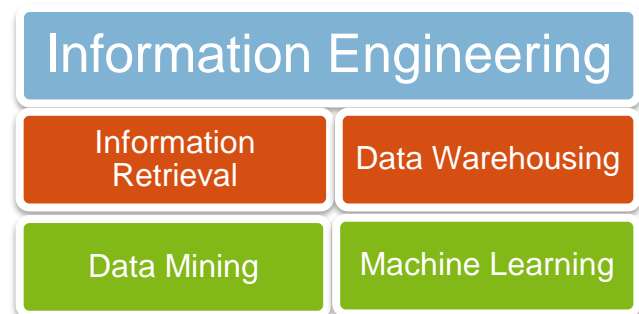 Information Engineering
Information
Retrieval
Data Warehousing
Data Mining
Machine Learning